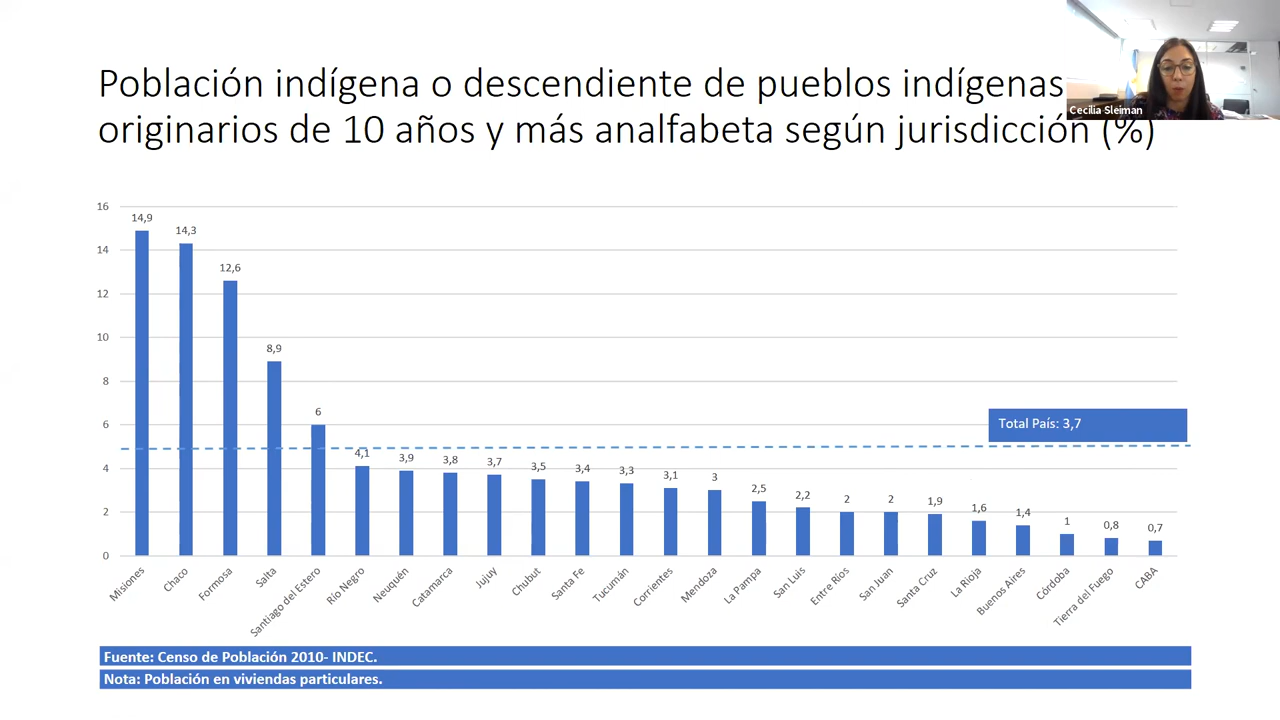 Población indígena o descendiente de pueblos indígenas
originarios de 10 años y más analfabeta según jurisdicción (%)
Cecilia Sleiman
16
14
12
10
8
6
4
2
0
14,9
14,3
12,6
8,9
6
4,1
3,9
3,8
3,7
3,5
3,4
3,3
3,1
3
2,5
2,2
2
2
1,9
1,6
1,4
1
0,8
0,7
Total País: 3,7
Misiones
Chaco
Formosa
Salta
Santiago del Estero
Río Negro
Neuquén
Catamarca
Jujuy
Chubut
Santa Fe
Tucumán
Corrientes
Mendoza
La Pampa
San Luis
Entre Ríos
San Juan
Santa Cruz
La Rioja
Buenos Aires
Córdoba
Tierra del Fuego
CABA
Fuente: Censo de Población 2010- INDEC.
Nota: Población en viviendas particulares.